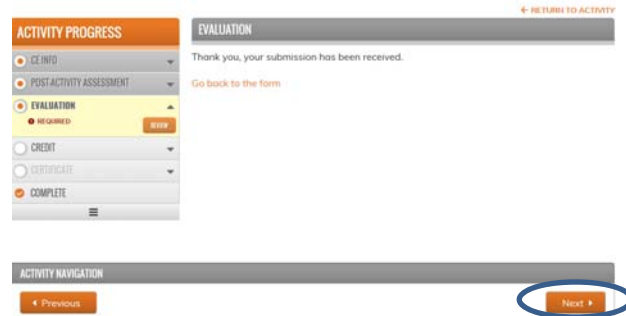 ← RETURN TO ACTIVITY
ACTIVITY PROGRESS
CE INFO
POST-ACTIVITY ASSESSMENT
EVALUATION
REQUIRED
REVIEW
CREDIT
CERTIFICATE
COMPLETE
EVALUATION
Thank you, your submission has been received.
Go back to the form
ACTIVITY NAVIGATION
Previous
Next